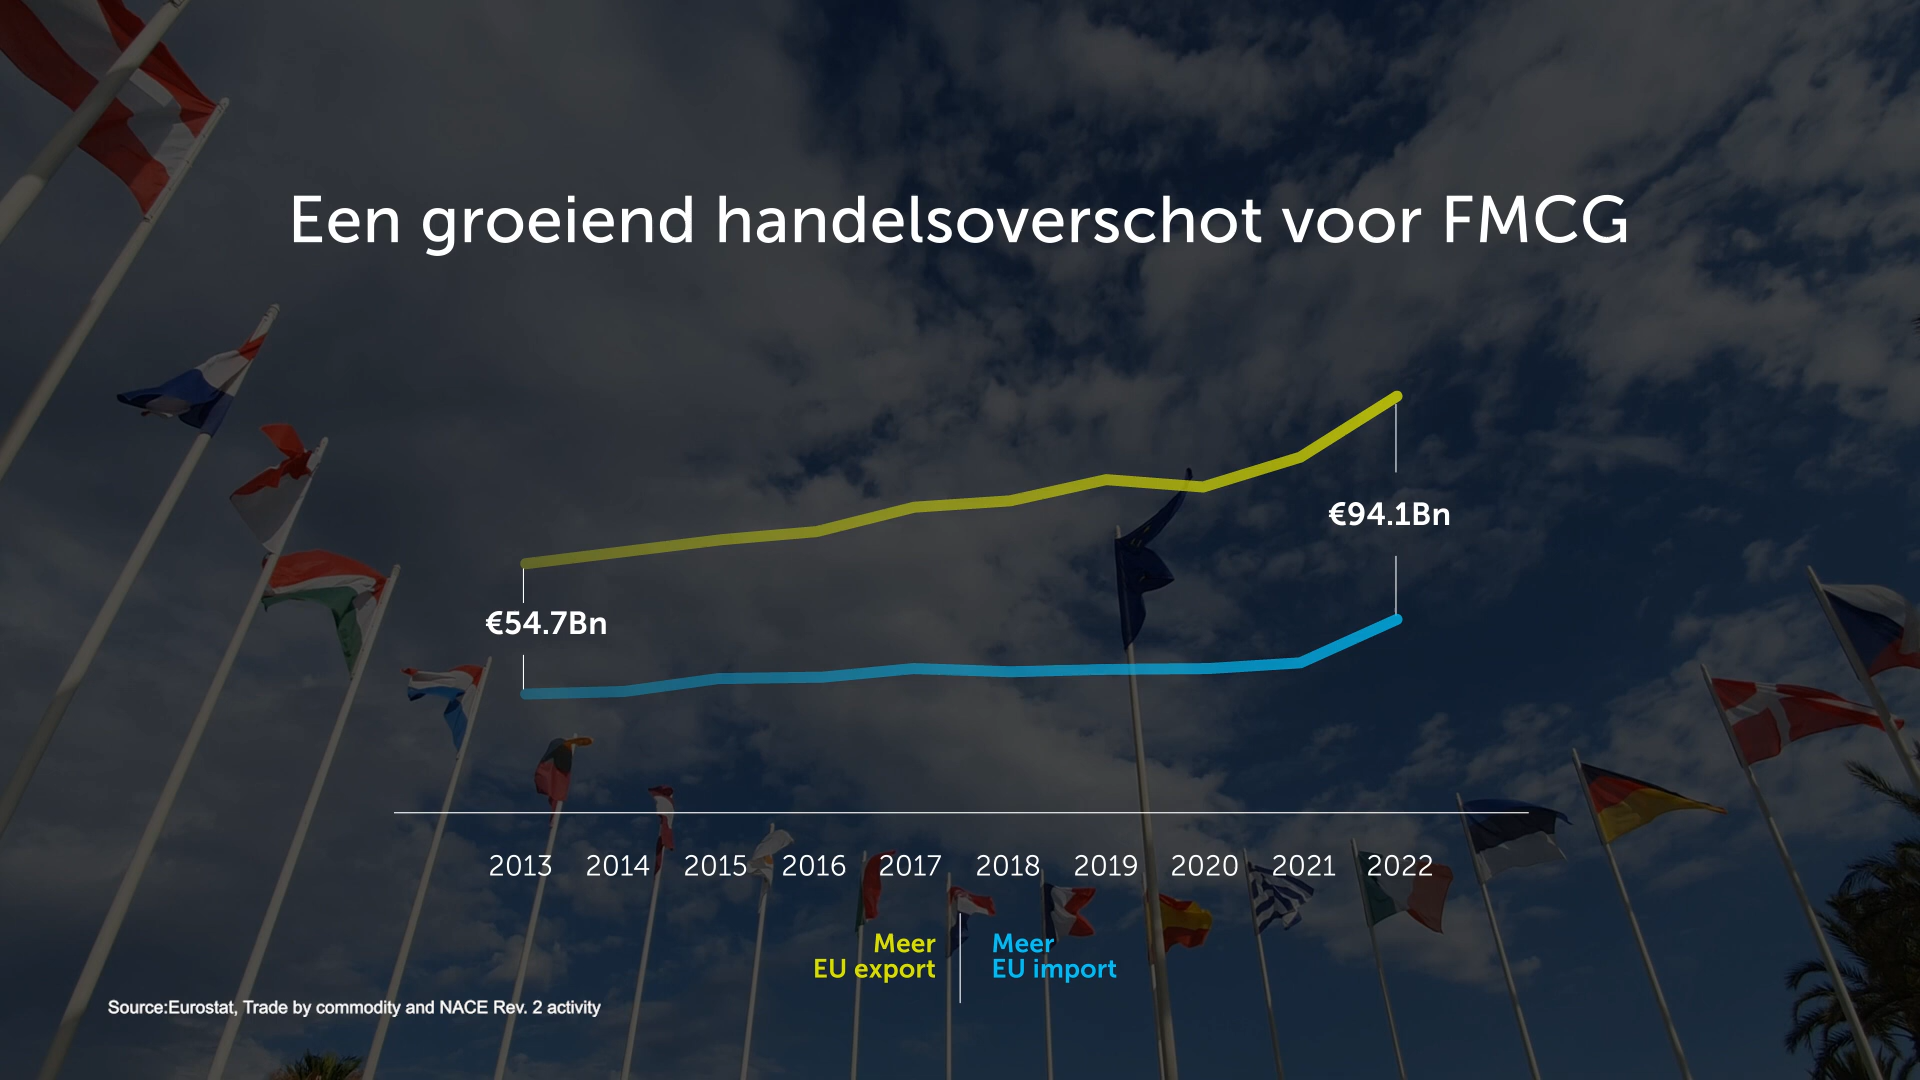 Een groeiend handelsoverschot voor FMCG
€94.1Bn
€54.7Bn
2013 2014 2015 2016 2017 2018 2019 2020 2021 2022
Meer
EU export
Meer
EU import
Source:Eurostat, Trade by commodity and NACE Rev. 2 activity